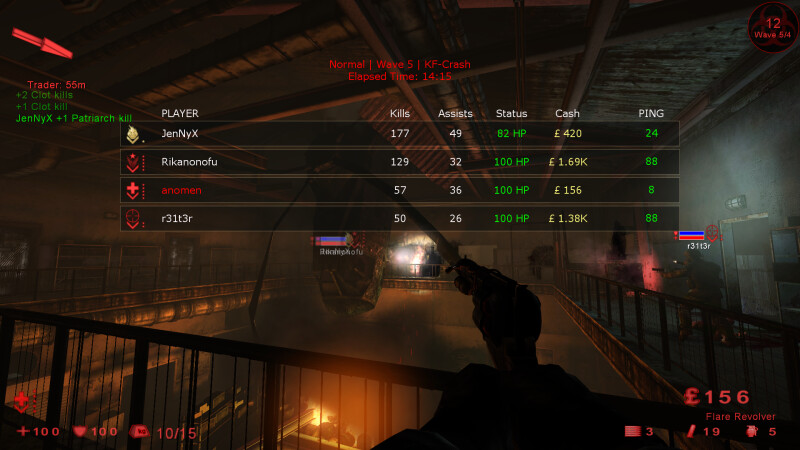 12
Wave 5/4
Normal | Wave 5 | KF-Crash
Elapsed Time: 14:15
Trader: 55m
+2 Clot kills
+1 Clot kill
JenNyX +1 Patriarch kill
PLAYER Kills Assists Status Cash PING
JenNyX 177 49 82 HP £ 420 24
Rikanonofu 129 32 100 HP £ 1.69K 88
anomen 57 36 100 HP £ 156 8
r31t3r 50 26 100 HP £ 1.38K 88
r31t3r
£156
Flare Revolver
100 100 10/15 3 19 5